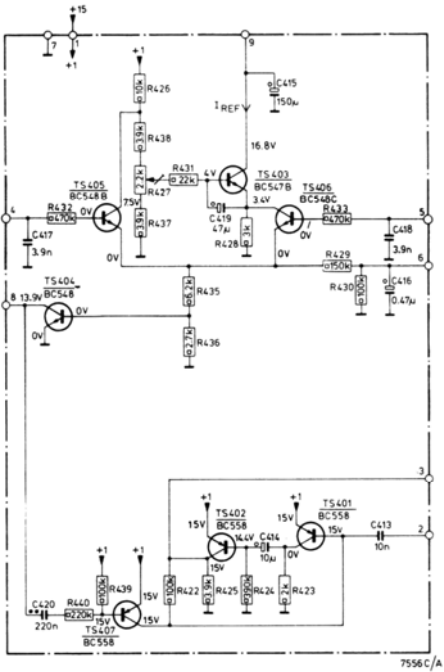 +15
7
1
+1
9
+1
10k
R426
C415
150µ
I REF
3.9k
R438
16.8V
TS405
BC548B
R432
470k
0V
7.5V
2.2k
R427
R431
22k
4V
TS403
BC547B
3.4V
TS406
BC548C
R433
470k
4
5
C417
3.9n
3.9k
R437
C419
47µ
R428
3k
0V
C418
3.9n
0V
0V
R429
150k
6
TS404
BC548
8
13.9V
0V
0V
6.2k
R435
R430
100k
C416
0.47µ
2.7k
R436
3
+1
+1
TS402
BC558
TS401
BC558
15V
15V
C413
10n
2
14.4V
C414
10µ
15V
15V
0V
+1
+1
100k
R439
15V
100k
R422
3.9k
R425
390k
R424
2k
R423
C420
220n
R440
220k
15V
15V
TS407
BC558
7556C/A